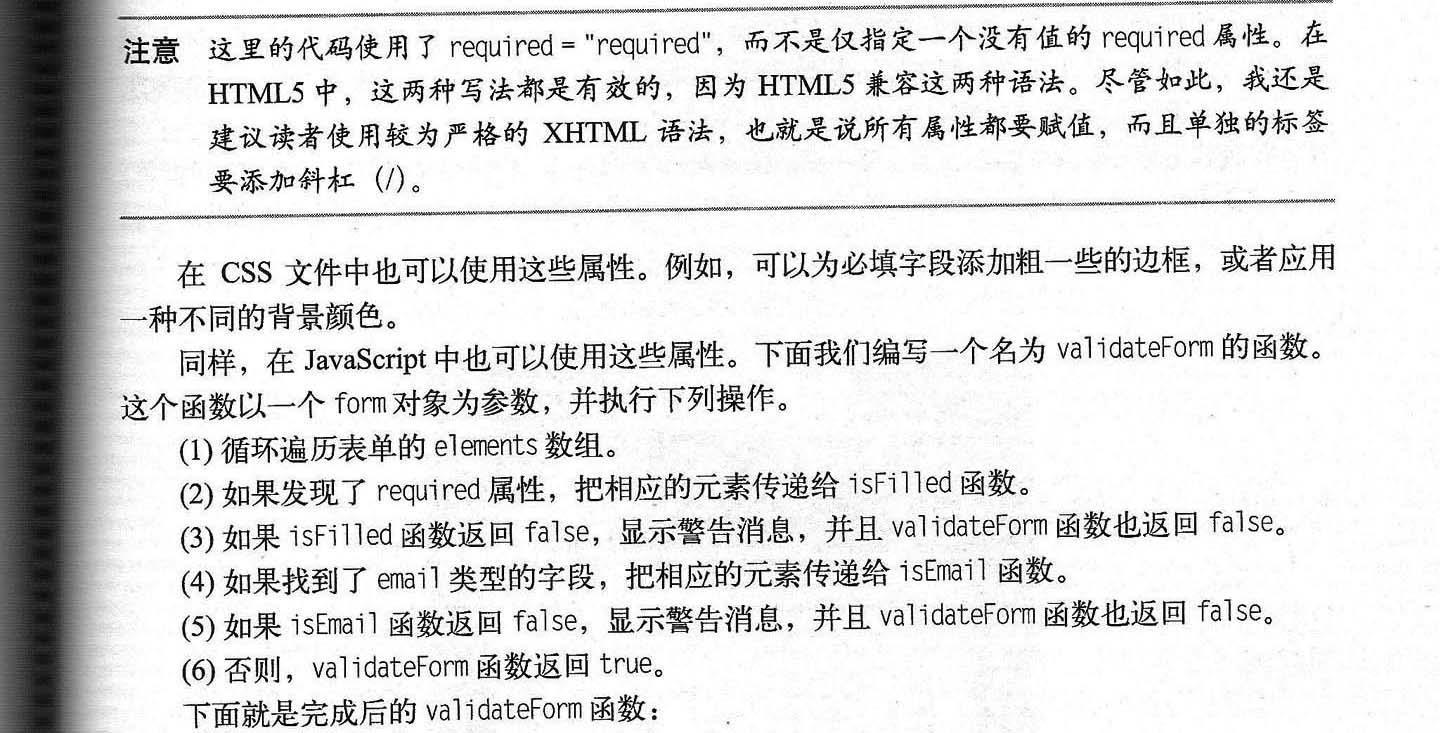 注意 这里的代码使用了 required = "required"，而不是仅指定一个没有值的 required 属性。在
HTML5 中，这两种写法都是有效的，因为 HTML5 兼容这两种语法。尽管如此，我还是
建议读者使用较为严格的 XHTML 语法，也就是说所有属性都要赋值，而且单独的标签
要添加斜杠（/）。
在 CSS 文件中也可以使用这些属性。例如，可以为必填字段添加粗一些的边框，或者应用
一种不同的背景颜色。
同样，在 JavaScript 中也可以使用这些属性。下面我们编写一个名为 validateForm 的函数。
这个函数以一个 form 对象为参数，并执行下列操作。
(1) 循环遍历表单的 elements 数组。
(2) 如果发现了 required 属性，把相应的元素传递给 isFilled 函数。
(3) 如果 isFilled 函数返回 false，显示警告消息，并且 validateForm 函数也返回 false。
(4) 如果找到了 email 类型的字段，把相应的元素传递给 isEmail 函数。
(5) 如果 isEmail 函数返回 false，显示警告消息，并且 validateForm 函数也返回 false。
(6) 否则，validateForm 函数返回 true。
下面就是完成后的 validateForm 函数：